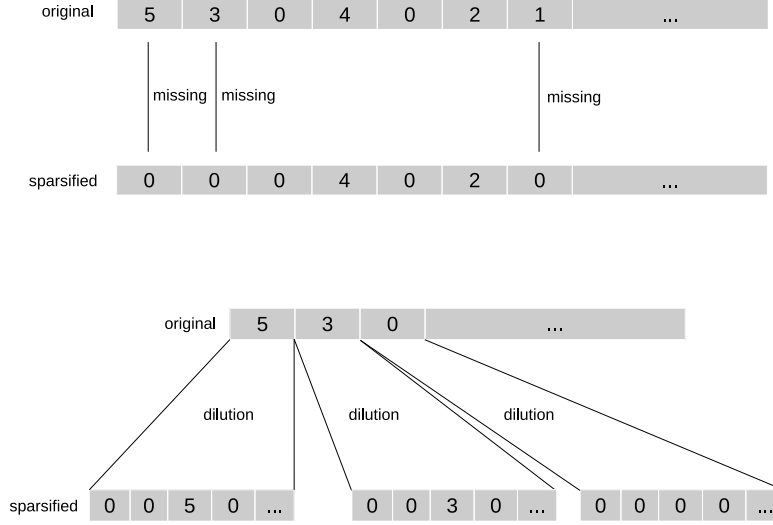 original 5 3 0 4 0 2 1 ...
missing missing missing
sparsified 0 0 0 4 0 2 0 ...
original 5 3 0 ...
dilution dilution dilution
sparsified 0 0 5 0 ... 0 0 3 0 ... 0 0 0 0 ...